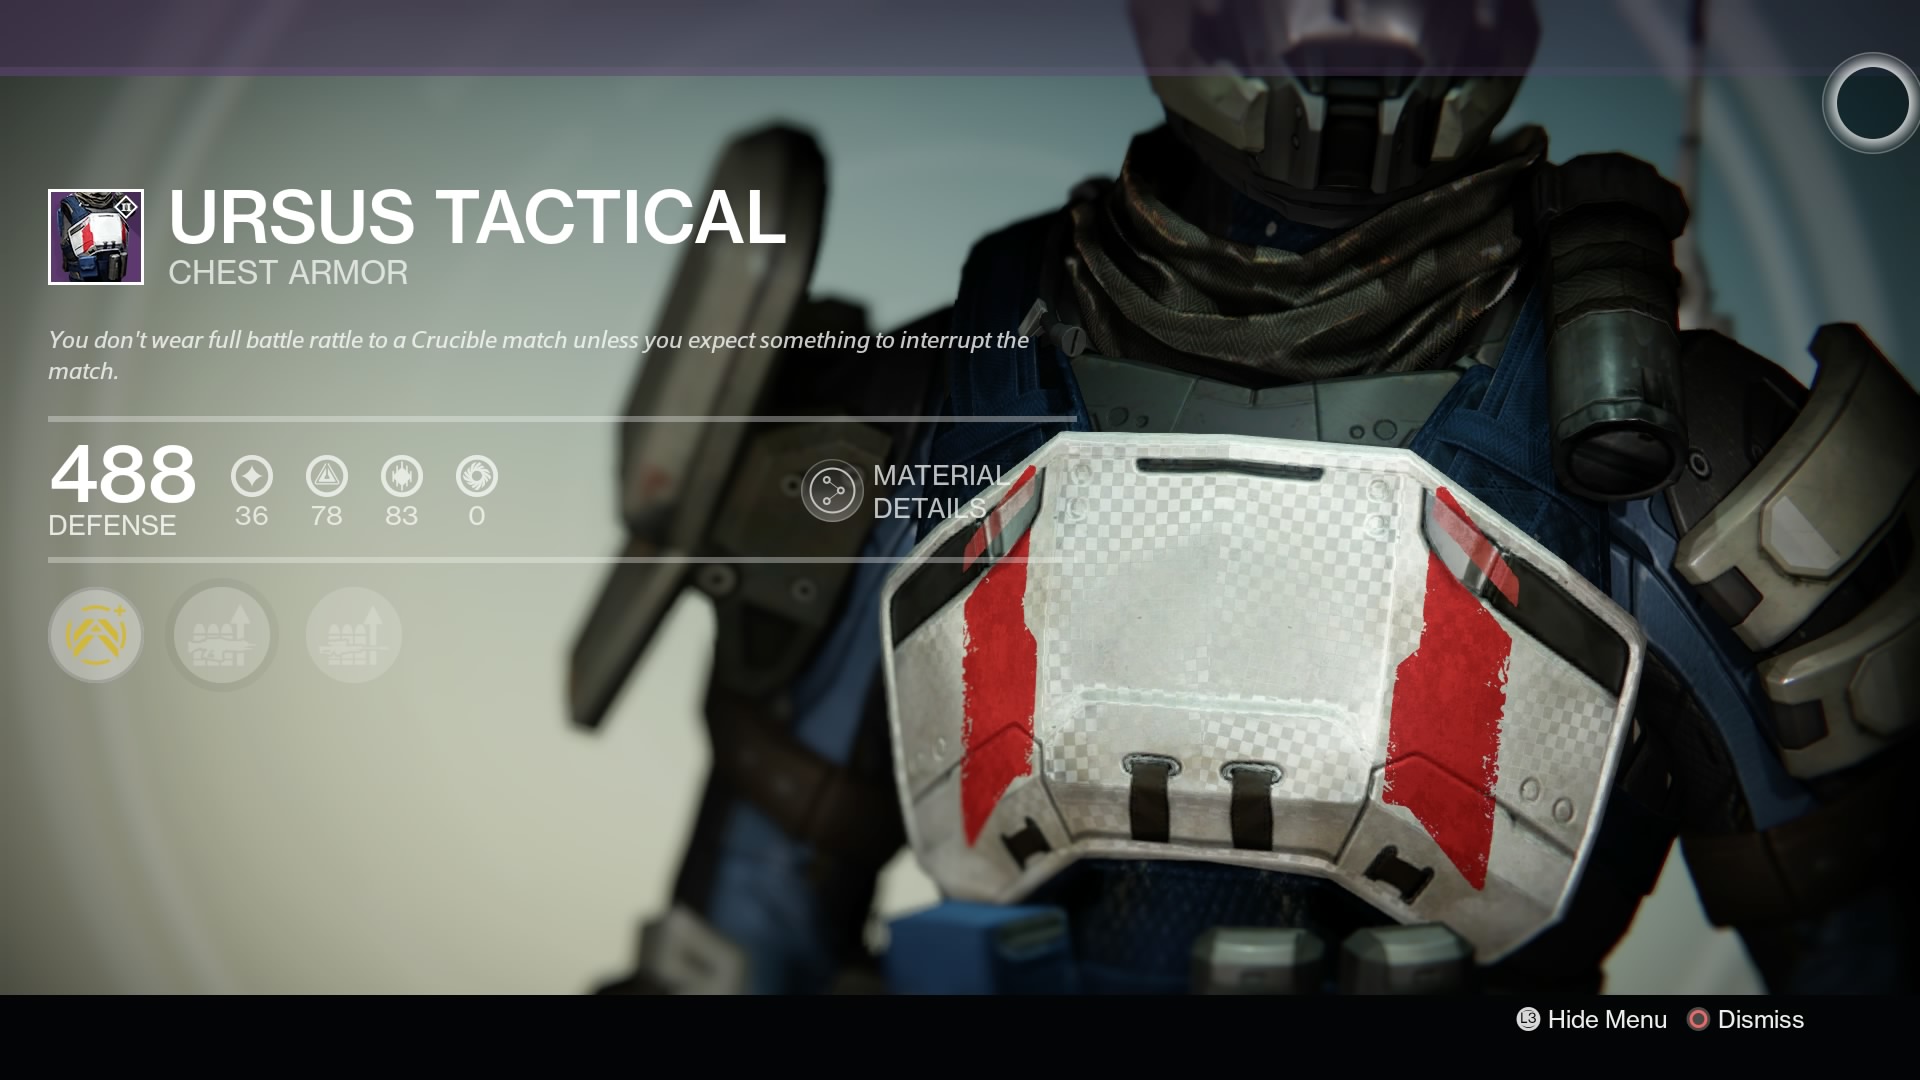 URSUS TACTICAL
CHEST ARMOR
You don't wear full battle rattle to a Crucible match unless you expect something to interrupt the
match.
488
DEFENSE
36 78 83 0
MATERIAL
DETAILS
L3 Hide Menu Dismiss